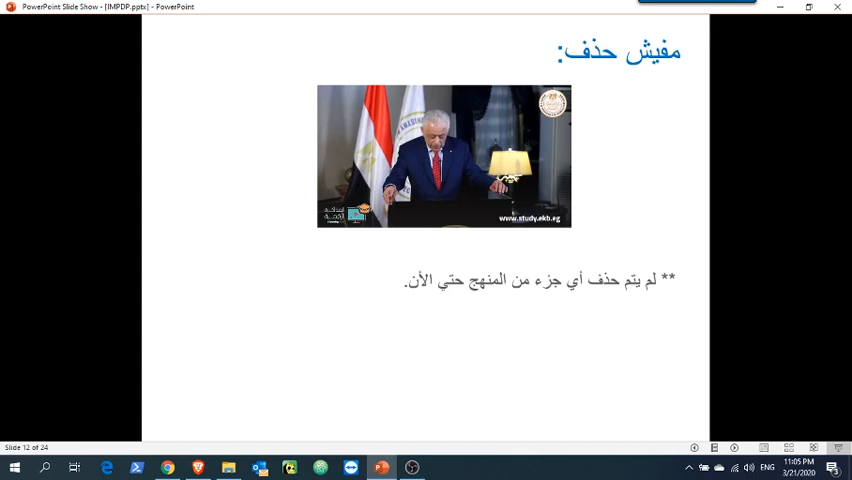 PowerPoint Slide Show - [IMPDP.pptx] - PowerPoint
مفيش حذف:
www.study.ekb.eg
** لم يتم حذف أي جزء من المنهج حتي الأن.
Slide 12 of 24
ENG
11:05 PM
3/21/2020
3